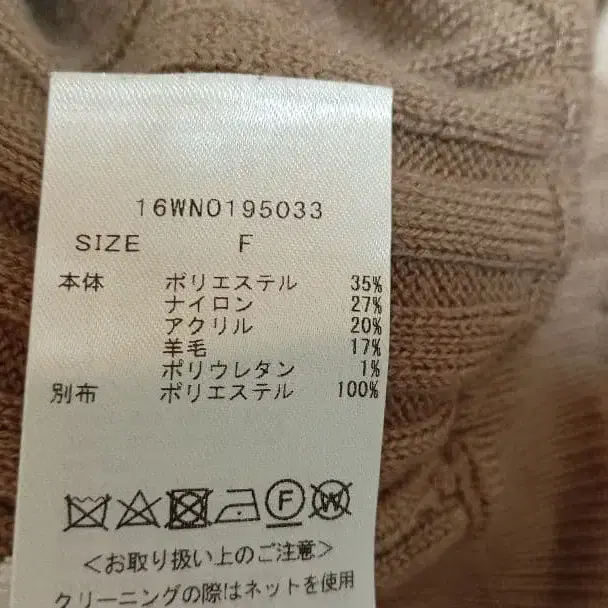 16WN0195033
SIZE F
本体 ポリエステル 35%
ナイロン 27%
アクリル 20%
羊毛 17%
ポリウレタン 1%
別布 ポリエステル 100%
F W
<お取り扱い上のご注意>
クリーニングの際はネットを使用